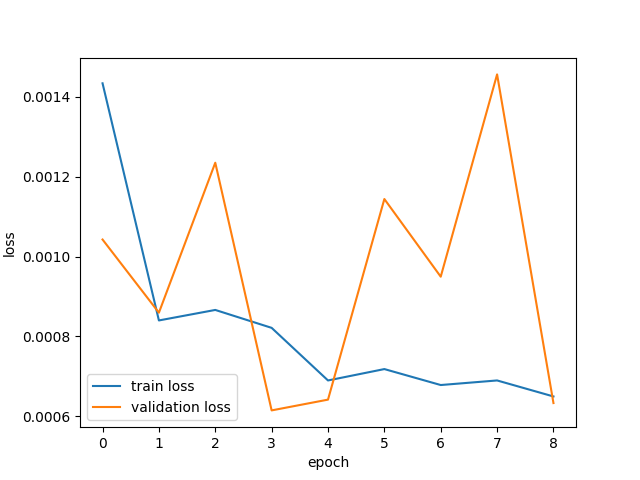 0.0014
0.0012
0.0010
0.0008
0.0006
loss
train loss
validation loss
0 1 2 3 4 5 6 7 8
epoch